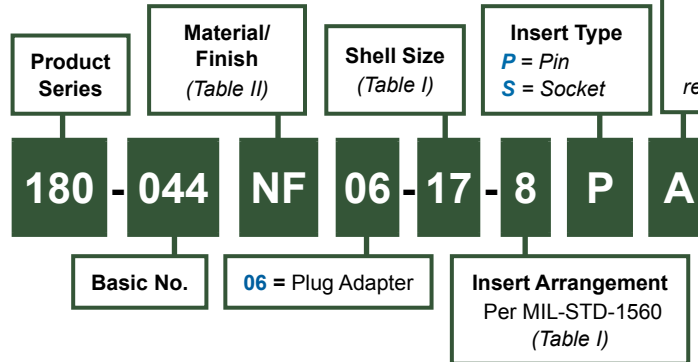 Product
Series
Material/
Finish
(Table II)
Shell Size
(Table I)
Insert Type
P = Pin
S = Socket
180 - 044 NF 06 - 17 - 8 P A
Basic No.
06 = Plug Adapter
Insert Arrangement
Per MIL-STD-1560
(Table I)